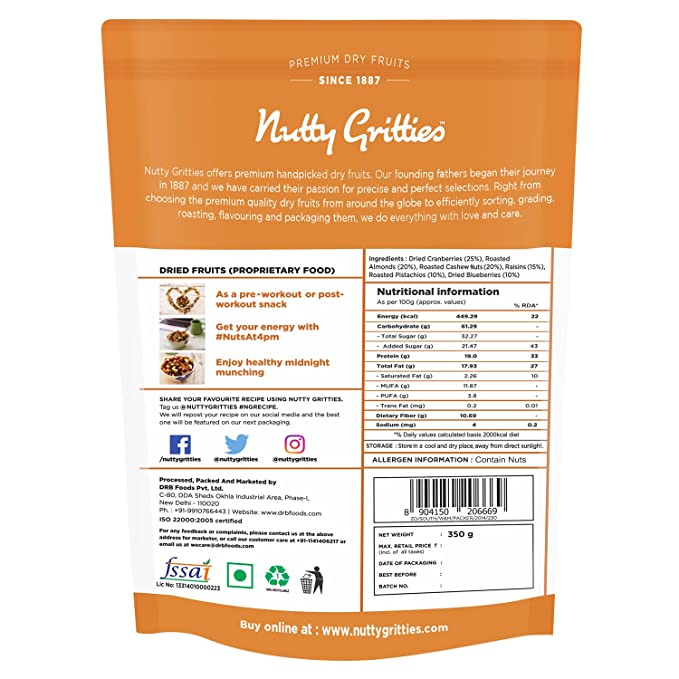 PREMIUM DRY FRUITS
SINCE 1887
Nutty Gritties™
Nutty Gritties offers premium handpicked dry fruits. Our founding fathers began their journey
in 1887 and we have carried their passion for precise and perfect selections. Right from
choosing the premium quality dry fruits from around the globe to efficiently sorting, grading,
roasting, flavouring and packaging them, we do everything with love and care.
DRIED FRUITS (PROPRIETARY FOOD)
As a pre-workout or post-
workout snack
Get your energy with
#NutsAt4pm
Enjoy healthy midnight
munching
SHARE YOUR FAVOURITE RECIPE USING NUTTY GRITTIES.
Tag us @NUTTYGRITTIES #NGRECIPE.
We will repost your recipe on our social media and the best
one will be featured on our next packaging.
/nuttygritties @nuttygritties @nuttygritties
Processed, Packed And Marketed by
DRB Foods Pvt. Ltd.
C-80, DDA Sheds Okhla Industrial Area, Phase-I,
New Delhi - 110020
Ph. : +91-9910766443 | Website : www.drbfoods.com
ISO 22000:2005 certified
For any feedback or complaints, please contact us at the above
address for marketer, or call our customer care at +91-1141406217 or
email us at wecare@drbfoods.com
fssai
Lic No: 13314010000223
1
Ingredients : Dried Cranberries (25%), Roasted
Almonds (20%), Roasted Cashew Nuts (20%), Raisins (15%),
Roasted Pistachios (10%), Dried Blueberries (10%)
Nutritional information
As per 100g (approx. values) % RDA*
Energy (kcal) 449.29 22
Carbohydrate (g) 61.29 -
- Total Sugar (g) 32.27 -
- Added Sugar (g) 21.47 43
Protein (g) 19.0 33
Total Fat (g) 17.93 27
- Saturated Fat (g) 2.26 10
- MUFA (g) 11.87 -
- PUFA (g) 3.8 -
- Trans Fat (mg) 0.2 0.01
Dietary Fiber (g) 10.69 -
Sodium (mg) 4 0.2
*% Daily values calculated basis 2000kcal diet
STORAGE : Store in a cool and dry place, away from direct sunlight.
ALLERGEN INFORMATION : Contain Nuts
8 904150 206669
ZO/SOUTH/W&M/PACKER/2014/230
NET WEIGHT : 350 g
MAX. RETAIL PRICE ₹ :
(incl. of all taxes)
DATE OF PACKAGING :
BEST BEFORE :
BATCH NO. :
Buy online at : www.nuttygritties.com